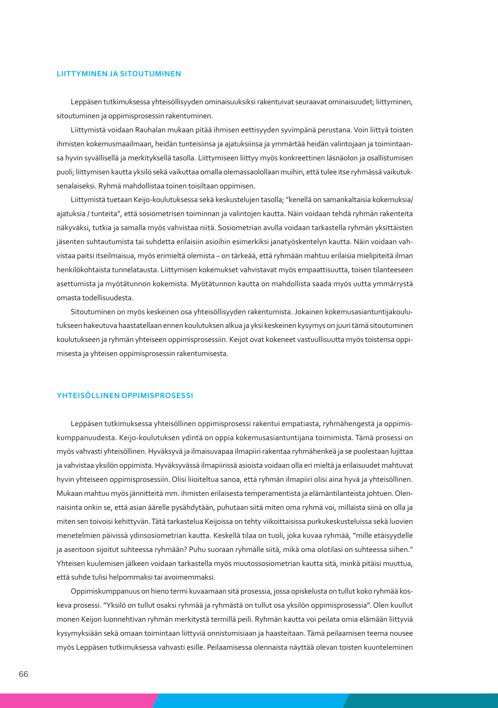 LIITTYMINEN JA SITOUTUMINEN
Leppäsen tutkimuksessa yhteisöllisyyden ominaisuuksiksi rakentuivat seuraavat ominaisuudet; liittyminen,
sitoutuminen ja oppimisprosessin rakentuminen.
Liittymistä voidaan Rauhalan mukaan pitää ihmisen eettisyyden syvimpänä perustana. Voin liittyä toisten
ihmisten kokemusmaailmaan, heidän tunteisiinsa ja ajatuksiinsa ja ymmärtää heidän valintojaan ja toimintaan-
sa hyvin syvällisellä ja merkityksellä tasolla. Liittymiseen liittyy myös konkreettinen läsnäolon ja osallistumisen
puoli; liittymisen kautta yksilö sekä vaikuttaa omalla olemassaolollaan muihin, että tulee itse ryhmässä vaikutuk-
senalaiseksi. Ryhmä mahdollistaa toinen toisiltaan oppimisen.
Liittymistä tuetaan Keijo-koulutuksessa sekä keskustelujen tasolla; ”kenellä on samankaltaisia kokemuksia/
ajatuksia / tunteita”, että sosiometrisen toiminnan ja valintojen kautta. Näin voidaan tehdä ryhmän rakenteita
näkyväksi, tutkia ja samalla myös vahvistaa niitä. Sosiometrian avulla voidaan tarkastella ryhmän yksittäisten
jäsenten suhtautumista tai suhdetta erilaisiin asioihin esimerkiksi janatyöskentelyn kautta. Näin voidaan vah-
vistaa paitsi itseilmaisua, myös erimieltä olemista – on tärkeää, että ryhmään mahtuu erilaisia mielipiteitä ilman
henkilökohtaista tunnelatausta. Liittymisen kokemukset vahvistavat myös empaattisuutta, toisen tilanteeseen
asettumista ja myötätunnon kokemista. Myötätunnon kautta on mahdollista saada myös uutta ymmärrystä
omasta todellisuudesta.
Sitoutuminen on myös keskeinen osa yhteisöllisyyden rakentumista. Jokainen kokemusasiantuntijakoulu-
tukseen hakeutuva haastatellaan ennen koulutuksen alkua ja yksi keskeinen kysymys on juuri tämä sitoutuminen
koulutukseen ja ryhmän yhteiseen oppimisprosessiin. Keijot ovat kokeneet vastuullisuutta myös toistensa oppi-
misesta ja yhteisen oppimisprosessin rakentumisesta.
YHTEISÖLLINEN OPPIMISPROSESSI
Leppäsen tutkimuksessa yhteisöllinen oppimisprosessi rakentui empatiasta, ryhmähengestä ja oppimis-
kumppanuudesta. Keijo-koulutuksen ydintä on oppia kokemusasiantuntijana toimimista. Tämä prosessi on
myös vahvasti yhteisöllinen. Hyväksyvä ja ilmaisuvapaa ilmapiiri rakentaa ryhmähenkeä ja se puolestaan lujittaa
ja vahvistaa yksilön oppimista. Hyväksyvässä ilmapiirissä asioista voidaan olla eri mieltä ja erilaisuudet mahtuvat
hyvin yhteiseen oppimisprosessiin. Olisi liioiteltua sanoa, että ryhmän ilmapiiri olisi aina hyvä ja yhteisöllinen.
Mukaan mahtuu myös jännitteitä mm. ihmisten erilaisesta temperamentista ja elämäntilanteista johtuen. Olen-
naisinta onkin se, että asian äärelle pysähdytään, puhutaan siitä miten oma ryhmä voi, millaista siinä on olla ja
miten sen toivoisi kehittyvän. Tätä tarkastelua Keijoissa on tehty viikoittaisissa purkukeskusteluissa sekä luovien
menetelmien päivissä ydinsosiometrian kautta. Keskellä tilaa on tuoli, joka kuvaa ryhmää, ”mille etäisyydelle
ja asentoon sijoitut suhteessa ryhmään? Puhu suoraan ryhmälle siitä, mikä oma olotilasi on suhteessa siihen.”
Yhteisen kuulemisen jälkeen voidaan tarkastella myös muutossosiometrian kautta sitä, minkä pitäisi muuttua,
että suhde tulisi helpommaksi tai avoimemmaksi.
Oppimiskumppanuus on hieno termi kuvaamaan sitä prosessia, jossa opiskelusta on tullut koko ryhmää kos-
keva prosessi. ”Yksilö on tullut osaksi ryhmää ja ryhmästä on tullut osa yksilön oppimisprosessia”. Olen kuullut
monen Keijon luonnehtivan ryhmän merkitystä termillä peili. Ryhmän kautta voi peilata omia elämään liittyviä
kysymyksiään sekä omaan toimintaan liittyviä onnistumisiaan ja haasteitaan. Tämä peilaamisen teema nousee
myös Leppäsen tutkimuksessa vahvasti esille. Peilaamisessa olennaista näyttää olevan toisten kuunteleminen
66